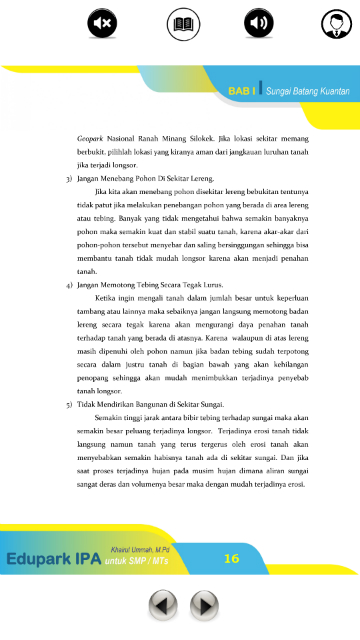 BAB I Sungai Batang Kuantan
Geopark Nasional Ranah Minang Silokek. Jika lokasi sekitar memang
berbukit, pilihlah lokasi yang kiranya aman dari jangkauan luruhan tanah
jika terjadi longsor.
3) Jangan Menebang Pohon Di Sekitar Lereng.
Jika kita akan menebang pohon disekitar lereng bebukitan tentunya
tidak patut jika melakukan penebangan pohon yang berada di area lereng
atau tebing. Banyak yang tidak mengetahui bahwa semakin banyaknya
pohon maka semakin kuat dan stabil suatu tanah, karena akar-akar dari
pohon-pohon tersebut menyebar dan saling bersinggungan sehingga bisa
membantu tanah tidak mudah longsor karena akan menjadi penahan
tanah.
4) Jangan Memotong Tebing Secara Tegak Lurus.
Ketika ingin mengali tanah dalam jumlah besar untuk keperluan
tambang atau lainnya maka sebaiknya jangan langsung memotong badan
lereng secara tegak karena akan mengurangi daya penahan tanah
terhadap tanah yang berada di atasnya. Karena walaupun di atas lereng
masih dipenuhi oleh pohon namun jika badan tebing sudah terpotong
secara dalam justru tanah di bagian bawah yang akan kehilangan
penopang sehingga akan mudah menimbukkan terjadinya penyebab
tanah longsor.
5) Tidak Mendirikan Bangunan di Sekitar Sungai.
Semakin tinggi jarak antara bibir tebing terhadap sungai maka akan
semakin besar peluang terjadinya longsor. Terjadinya erosi tanah tidak
langsung namun tanah yang terus tergerus oleh erosi tanah akan
menyebabkan semakin habisnya tanah ada di sekitar sungai. Dan jika
saat proses terjadinya hujan pada musim hujan dimana aliran sungai
sangat deras dan volumenya besar maka dengan mudah terjadinya erosi.
Khairul Ummah, M.Pd
Edupark IPA untuk SMP / MTs
16